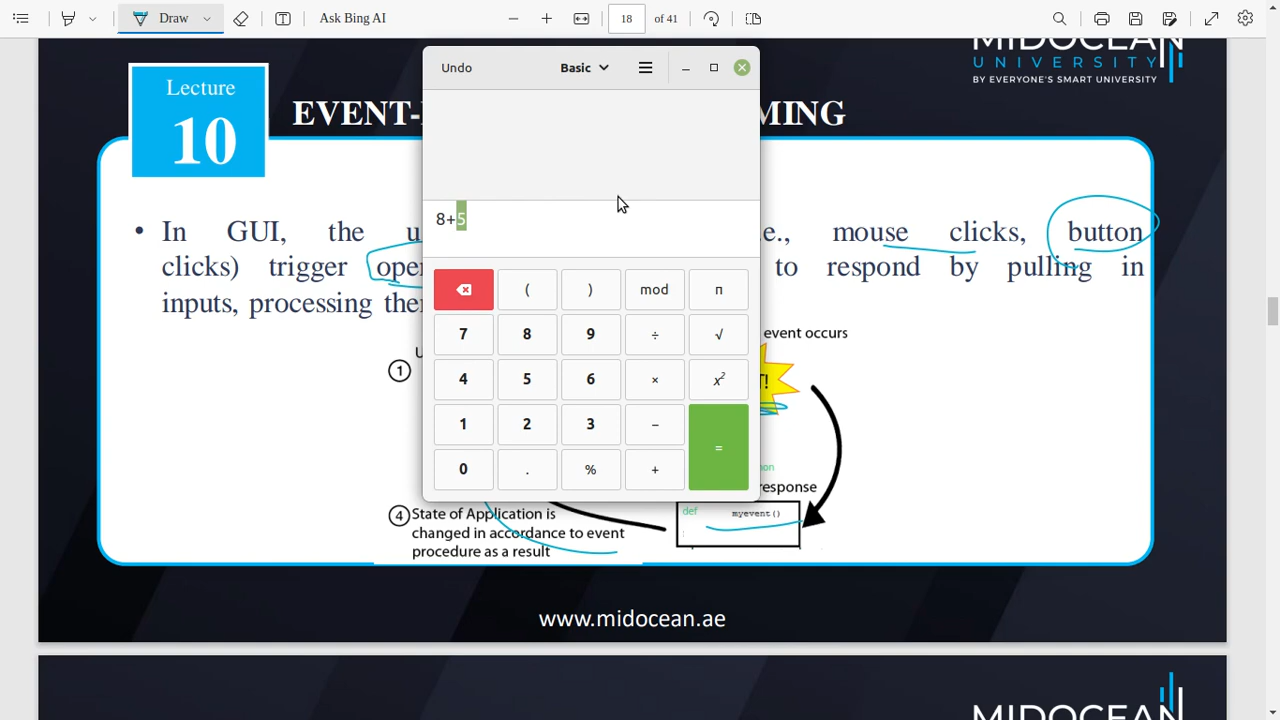 Draw
Ask Bing AI
18 of 41
MIDOCEAN
UNIVERSITY
BY EVERYONE'S SMART UNIVERSITY
Lecture
10
EVENT-
MING
Undo
Basic
8+5
( ) mod π
7 8 9 ÷ √
4 5 6 × x²
1 2 3 −
0 . % +
=
• In GUI, the u
.e., mouse clicks, button
clicks) trigger oper
to respond by pulling in
inputs, processing the
event occurs
1 U
T!
response
def myevent()
4 State of Application is
changed in accordance to event
procedure as a result
www.midocean.ae
MIDOCEAN